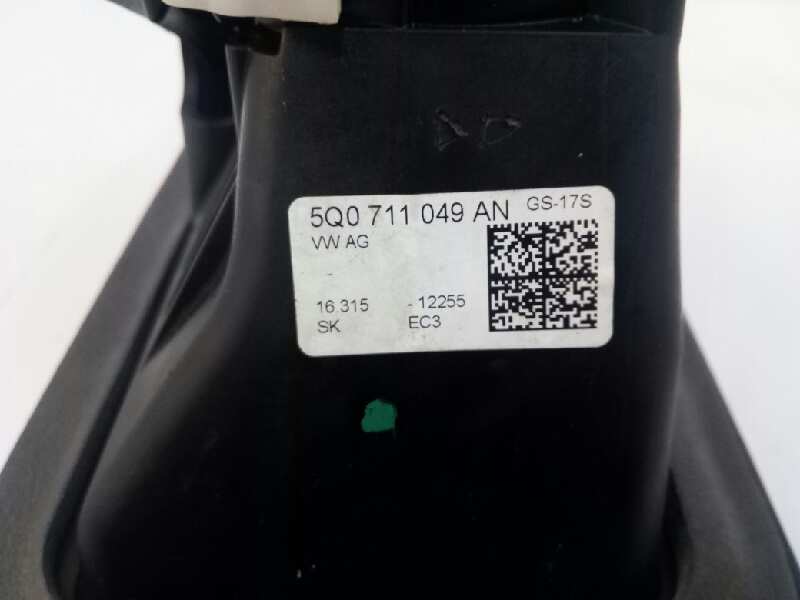 5Q0 711 049 AN GS-17S
VW AG
-
16.315 -12255
SK EC3